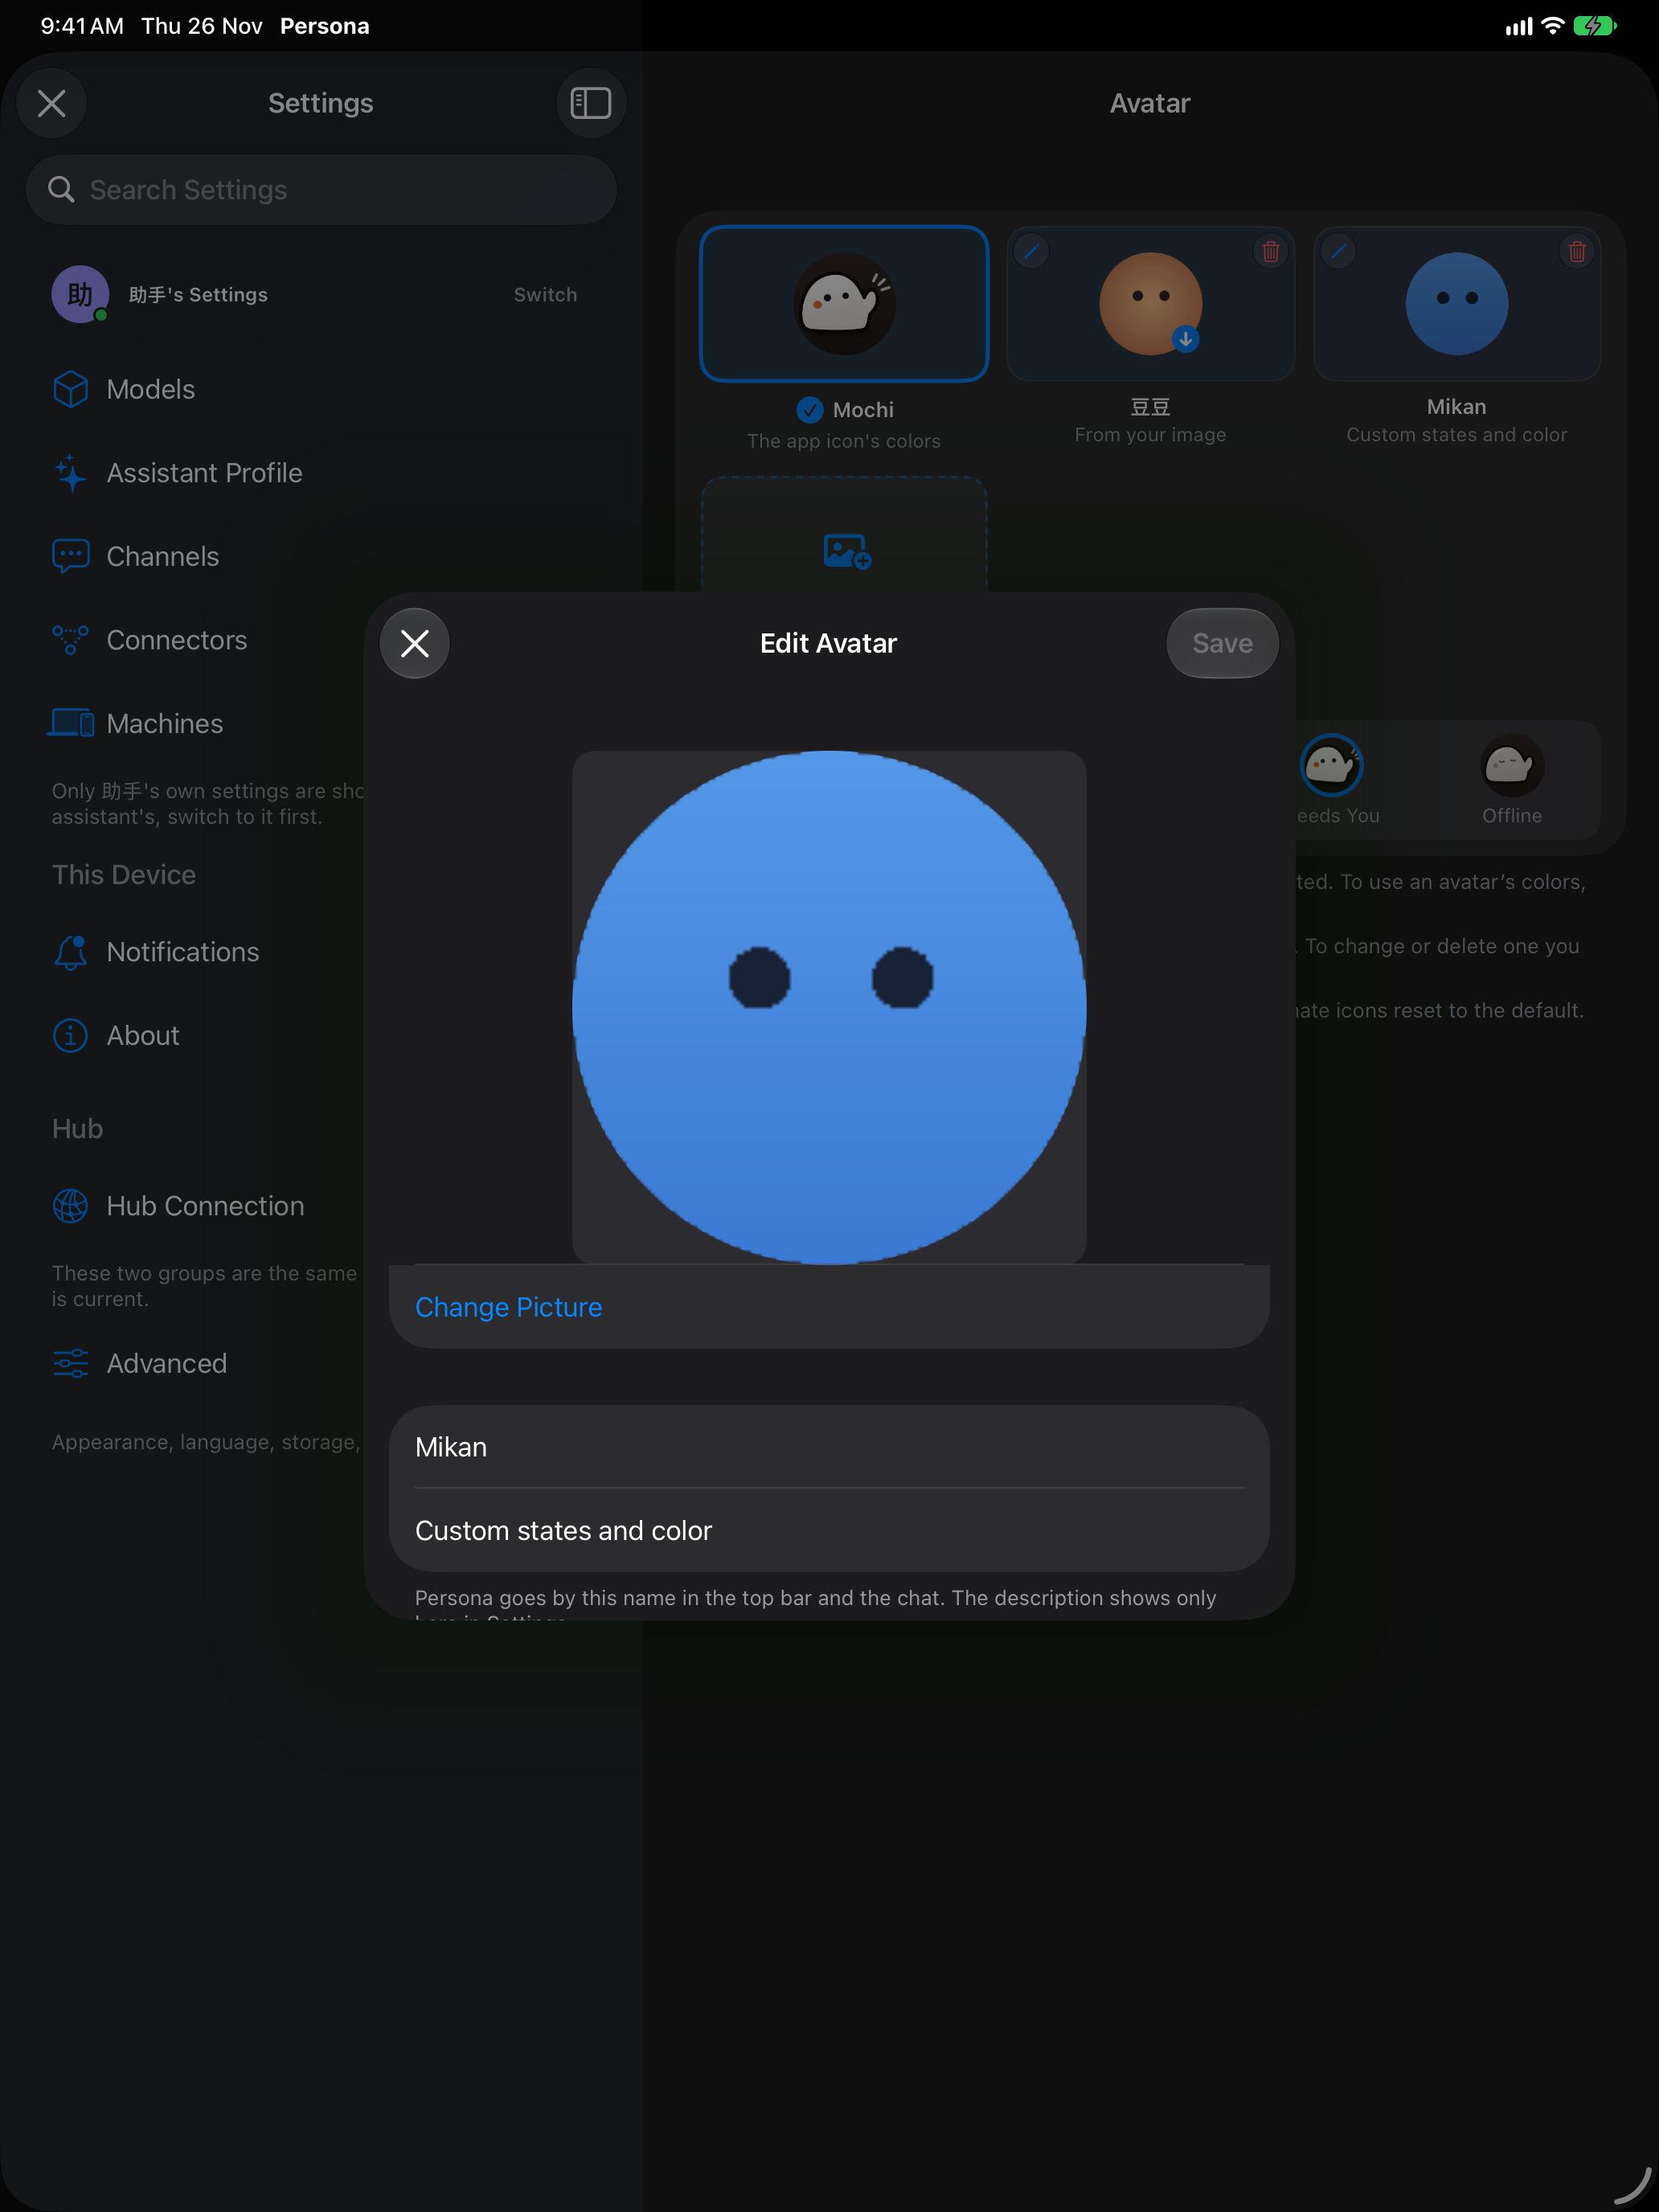 9:41 AM Thu 26 Nov Persona
Settings
Search Settings
助
助手's Settings
Switch
Models
Assistant Profile
Channels
Connectors
Machines
Only 助手's own settings are
assistant's, switch to it first.
This Device
Notifications
About
Hub
Hub Connection
These two groups are the same
is current.
Advanced
Appearance, language, storage,
Avatar
Mochi
The app icon's colors
豆豆
From your image
Mikan
Custom states and color
You
Offline
To use an avatar’s colors,
. To change or delete one you
icons reset to the default.
Edit Avatar
Save
Change Picture
Mikan
Custom states and color
Persona goes by this name in the top bar and the chat. The description shows only